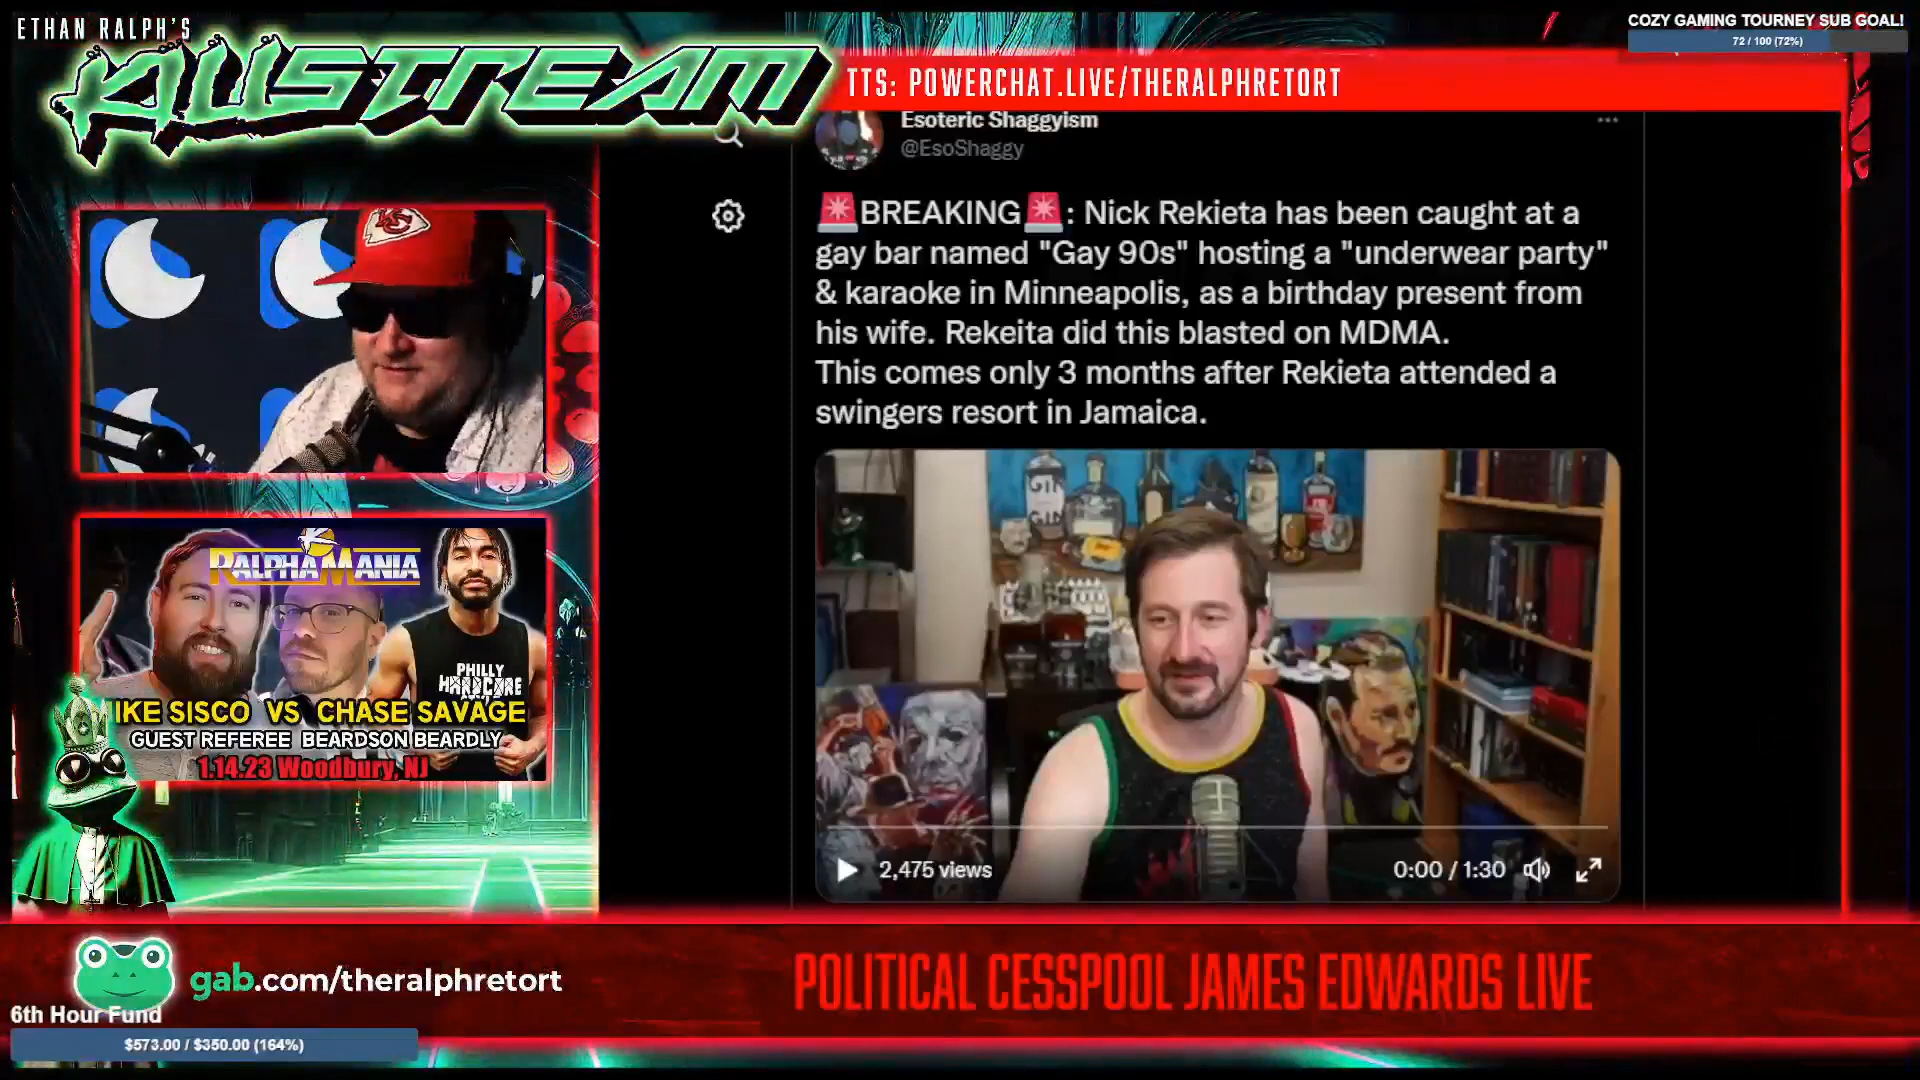 ETHAN RALPH'S
KILLSTREAM
COZY GAMING TOURNEY SUB GOAL!
72 / 100 (72%)
TTS: POWERCHAT.LIVE/THERALPHRETORT
Esoteric Shaggyism
@EsoShaggy
🚨BREAKING🚨: Nick Rekieta has been caught at a
gay bar named "Gay 90s" hosting a "underwear party"
& karaoke in Minneapolis, as a birthday present from
his wife. Rekeita did this blasted on MDMA.
This comes only 3 months after Rekieta attended a
swingers resort in Jamaica.
KC
GIN
GIN
2,475 views
0:00 / 1:30
RALPHAMANIA
PHILLY
HARDCORE
STYLE
IKE SISCO VS CHASE SAVAGE
GUEST REFEREE BEARDSON BEARDLY
1.14.23 Woodbury, NJ
gab.com/theralphretort
POLITICAL CESSPOOL JAMES EDWARDS LIVE
6th Hour Fund
$573.00 / $350.00 (164%)